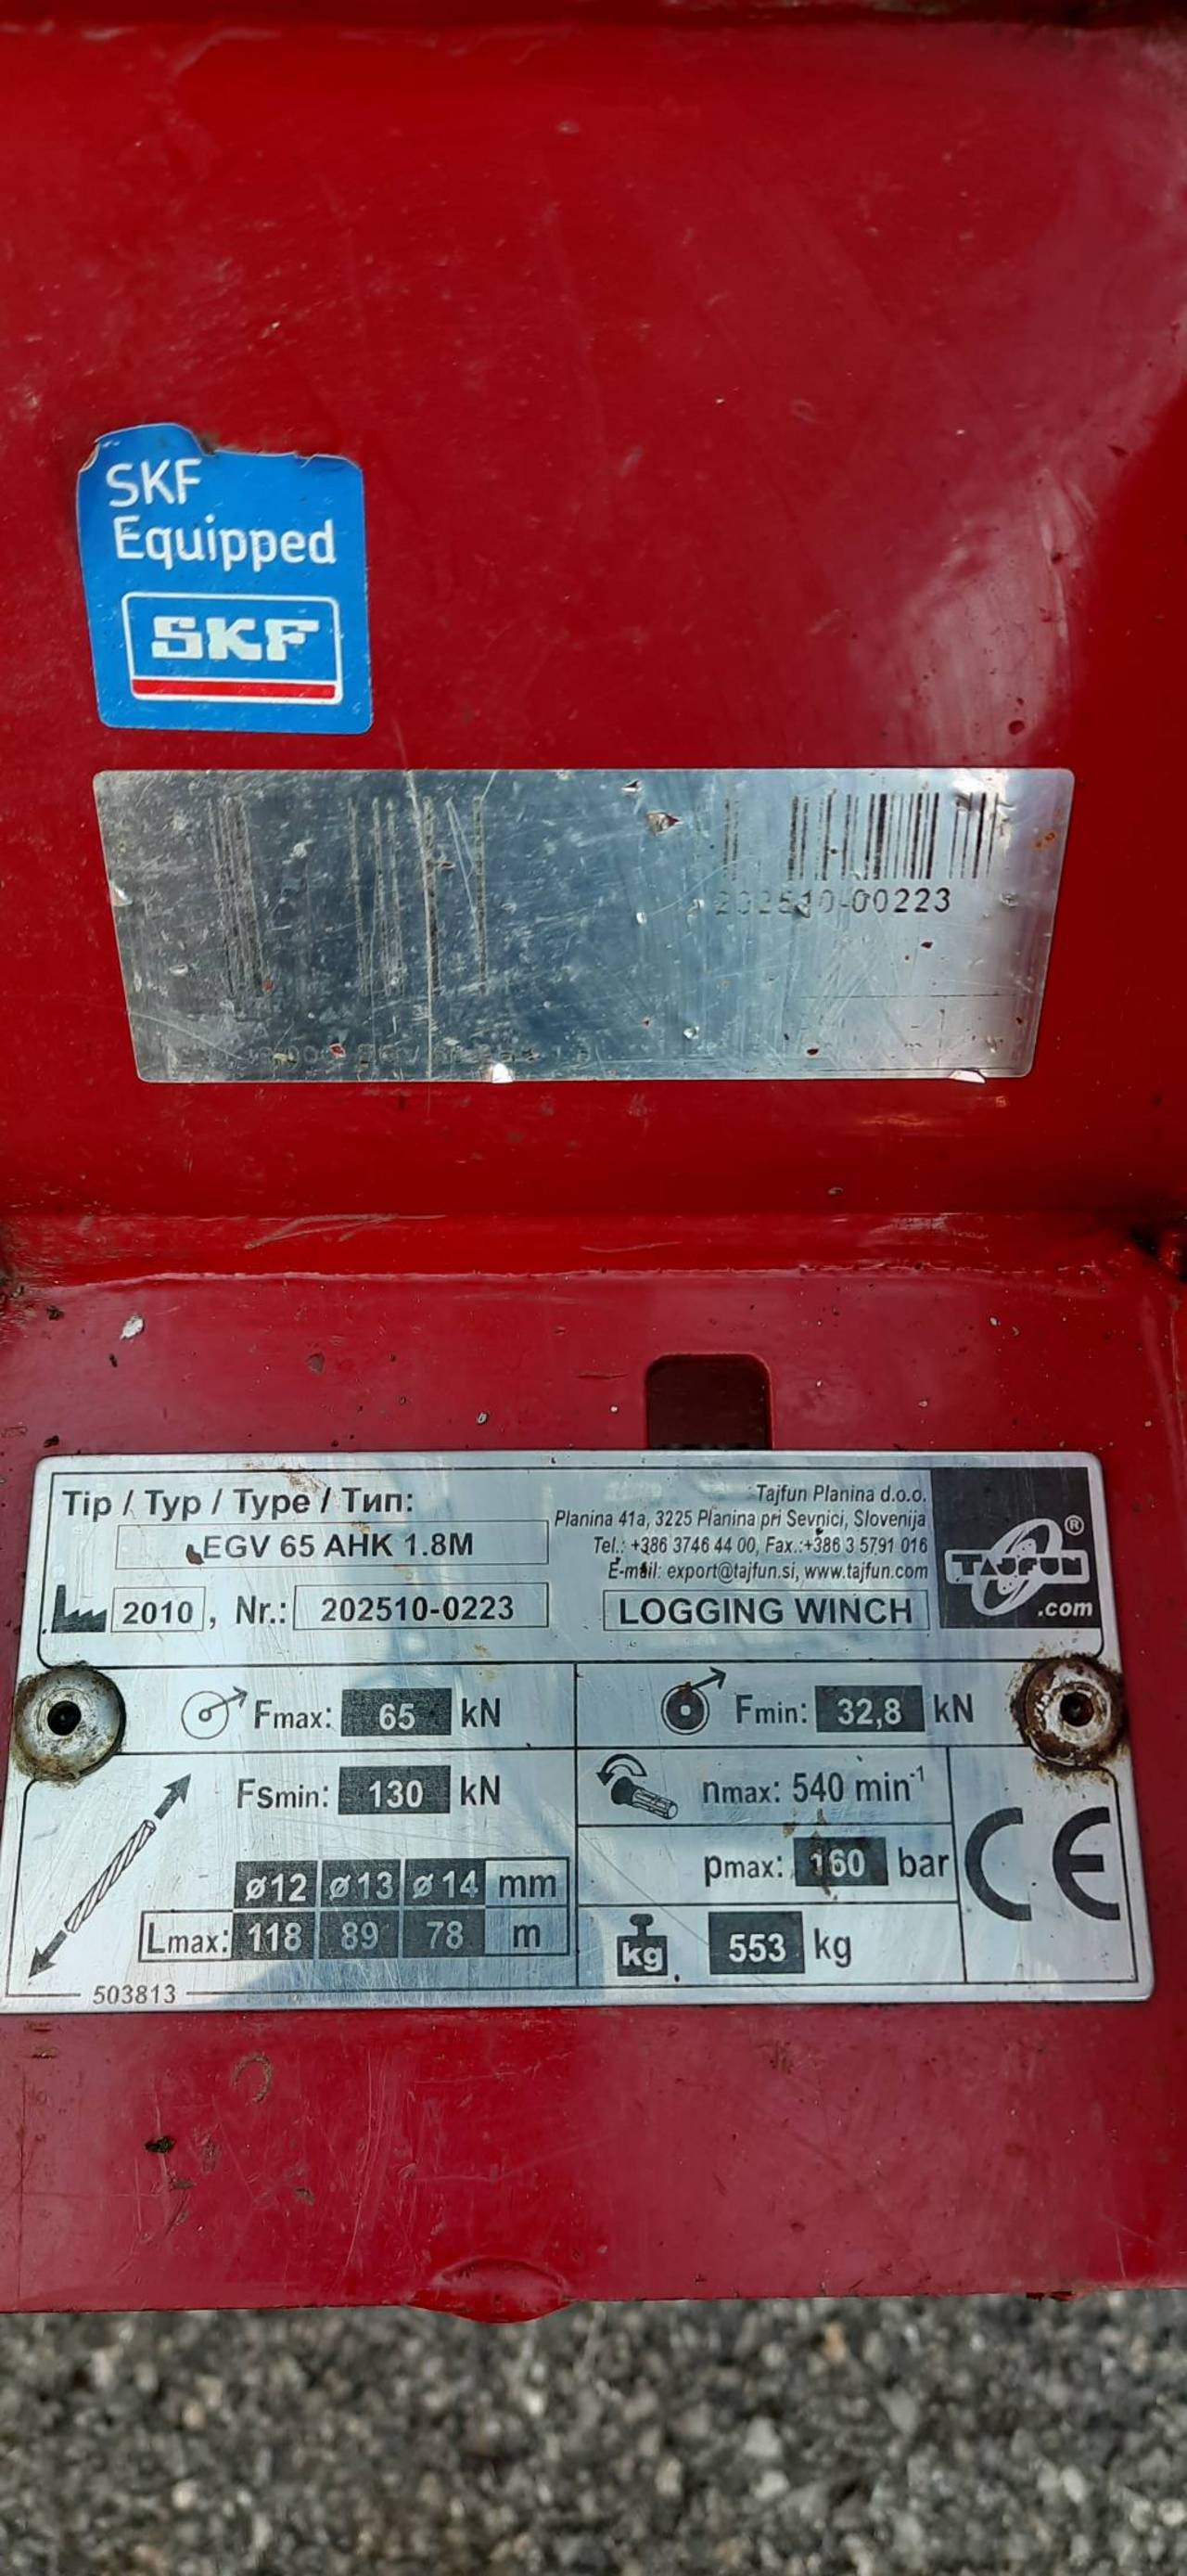 SKF
Equipped
SKF
202510-00223
Tip / Typ / Type / Тип:
EGV 65 AHK 1.8M
2010, Nr.: 202510-0223
Tajfun Planina d.o.o.
Planina 41a, 3225 Planina pri Sevnici, Slovenija
Tel.: +386 3746 44 00, Fax.:+386 3 5791 016
E-mail: export@tajfun.si, www.tajfun.com
LOGGING WINCH
TAJFUN®
.com
Fmax: 65 kN
Fmin: 32,8 kN
Fsmin: 130 kN
nmax: 540 min-1
pmax: 160 bar
ø12 ø13 ø14 mm
Lmax: 118 89 78 m
kg 553 kg
CE
503813